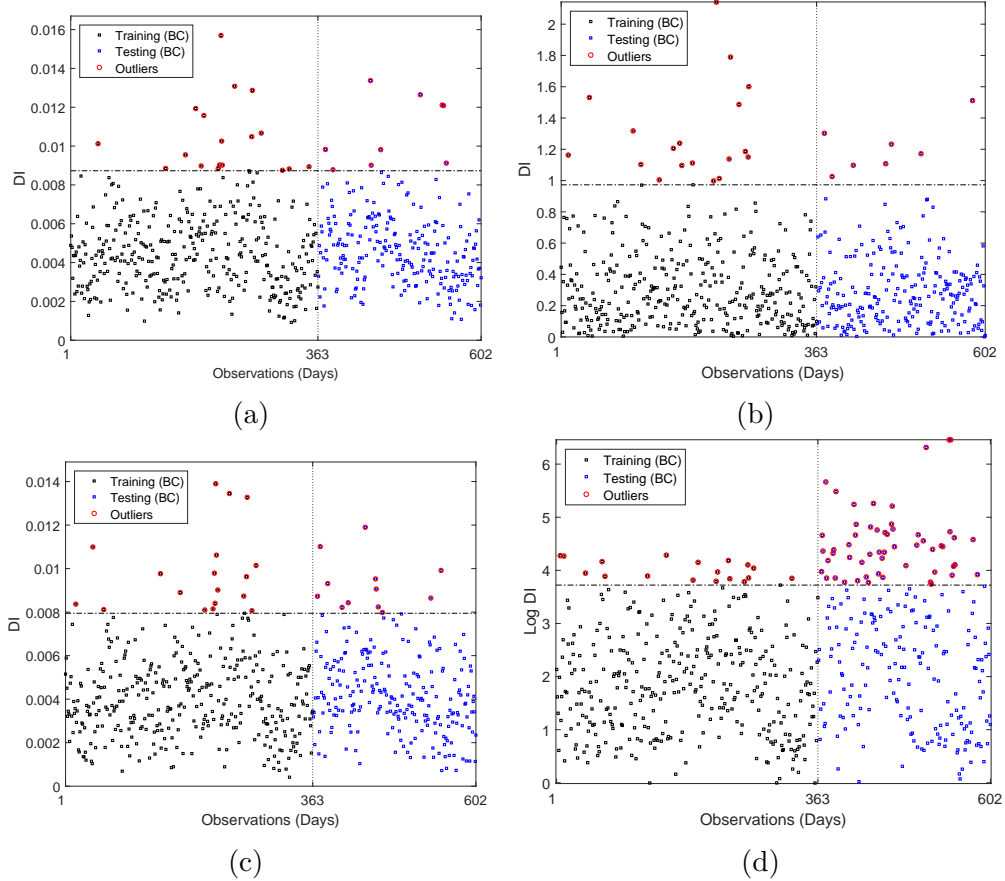 0.016
0.014
0.012
0.01
0.008
0.006
0.004
0.002
0
DI
Training (BC)
Testing (BC)
Outliers
1
363
602
Observations (Days)
(a)
2
1.8
1.6
1.4
1.2
1
0.8
0.6
0.4
0.2
0
DI
Training (BC)
Testing (BC)
Outliers
1
363
602
Observations (Days)
(b)
0.014
0.012
0.01
0.008
0.006
0.004
0.002
0
DI
Training (BC)
Testing (BC)
Outliers
1
363
602
Observations (Days)
(c)
6
5
4
3
2
1
0
Log DI
Training (BC)
Testing (BC)
Outliers
1
363
602
Observations (Days)
(d)